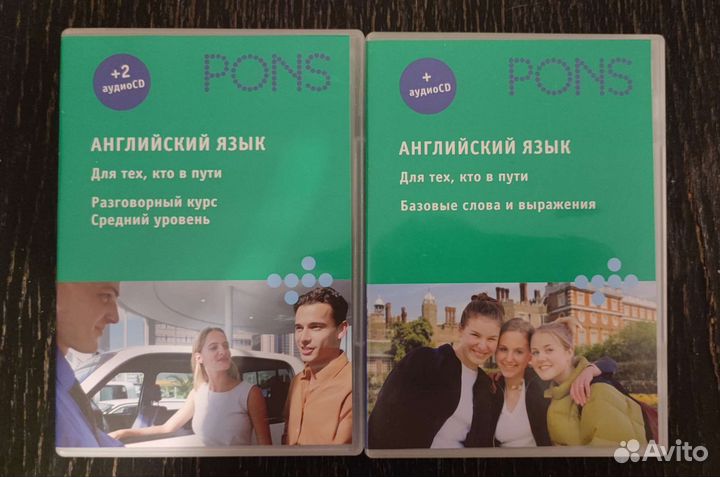 +2
аудиоCD
PONS
АНГЛИЙСКИЙ ЯЗЫК
Для тех, кто в пути
Разговорный курс
Средний уровень
+
аудиоCD
PONS
АНГЛИЙСКИЙ ЯЗЫК
Для тех, кто в пути
Базовые слова и выражения
Avito